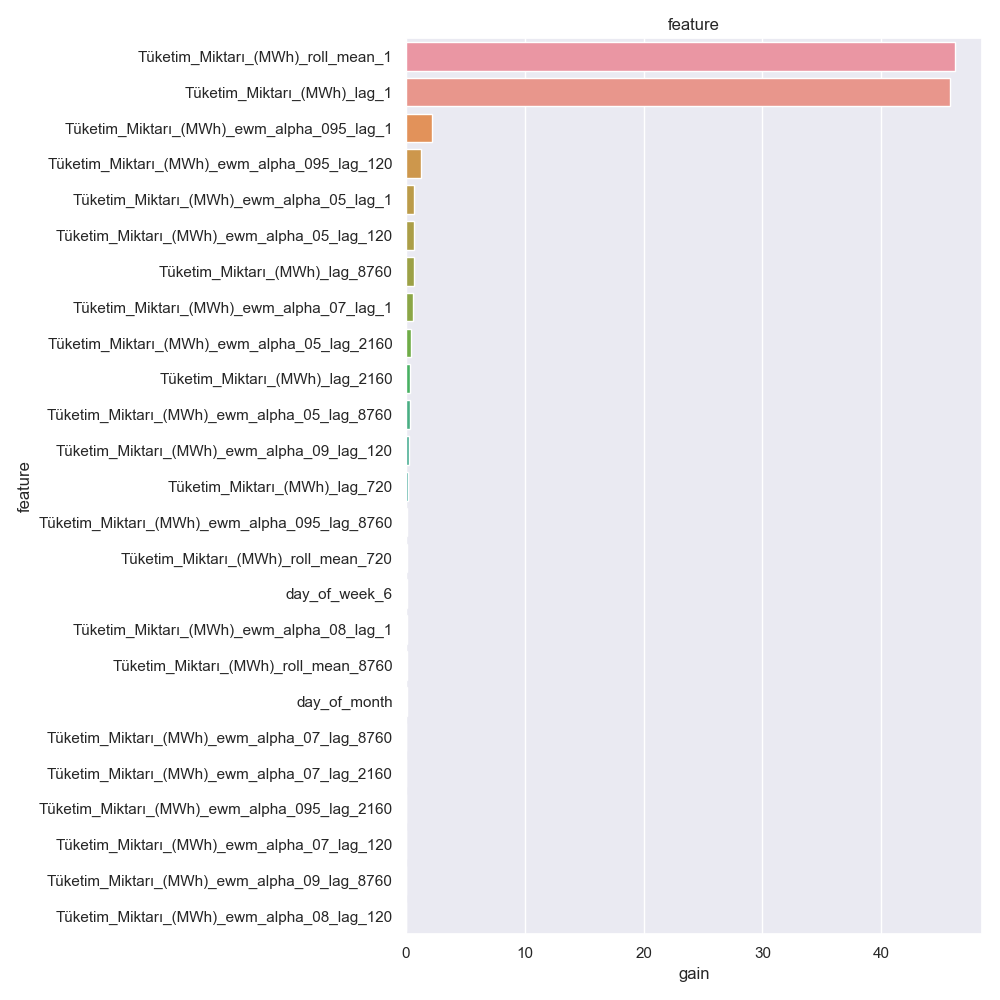 feature
Tüketim_Miktarı_(MWh)_roll_mean_1
Tüketim_Miktarı_(MWh)_lag_1
Tüketim_Miktarı_(MWh)_ewm_alpha_095_lag_1
Tüketim_Miktarı_(MWh)_ewm_alpha_095_lag_120
Tüketim_Miktarı_(MWh)_ewm_alpha_05_lag_1
Tüketim_Miktarı_(MWh)_ewm_alpha_05_lag_120
Tüketim_Miktarı_(MWh)_lag_8760
Tüketim_Miktarı_(MWh)_ewm_alpha_07_lag_1
Tüketim_Miktarı_(MWh)_ewm_alpha_05_lag_2160
Tüketim_Miktarı_(MWh)_lag_2160
Tüketim_Miktarı_(MWh)_ewm_alpha_05_lag_8760
Tüketim_Miktarı_(MWh)_ewm_alpha_09_lag_120
Tüketim_Miktarı_(MWh)_lag_720
Tüketim_Miktarı_(MWh)_ewm_alpha_095_lag_8760
Tüketim_Miktarı_(MWh)_roll_mean_720
day_of_week_6
Tüketim_Miktarı_(MWh)_ewm_alpha_08_lag_1
Tüketim_Miktarı_(MWh)_roll_mean_8760
day_of_month
Tüketim_Miktarı_(MWh)_ewm_alpha_07_lag_8760
Tüketim_Miktarı_(MWh)_ewm_alpha_07_lag_2160
Tüketim_Miktarı_(MWh)_ewm_alpha_095_lag_2160
Tüketim_Miktarı_(MWh)_ewm_alpha_07_lag_120
Tüketim_Miktarı_(MWh)_ewm_alpha_09_lag_8760
Tüketim_Miktarı_(MWh)_ewm_alpha_08_lag_120
feature
0 10 20 30 40
gain